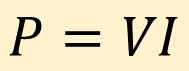 P = VI